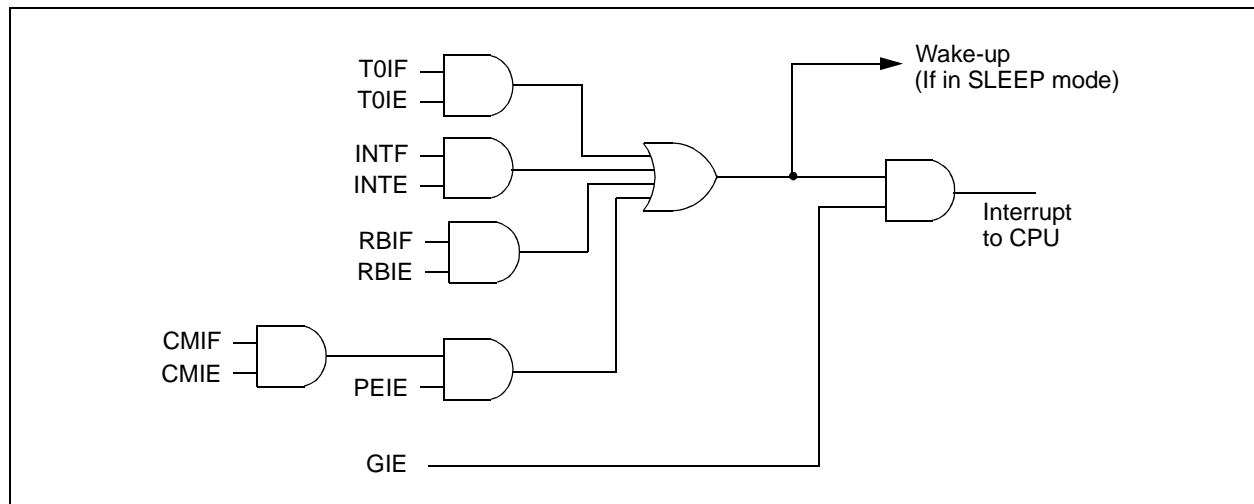 T0IF
T0IE
INTF
INTE
RBIF
RBIE
CMIF
CMIE
PEIE
GIE
Wake-up
(If in SLEEP mode)
Interrupt
to CPU